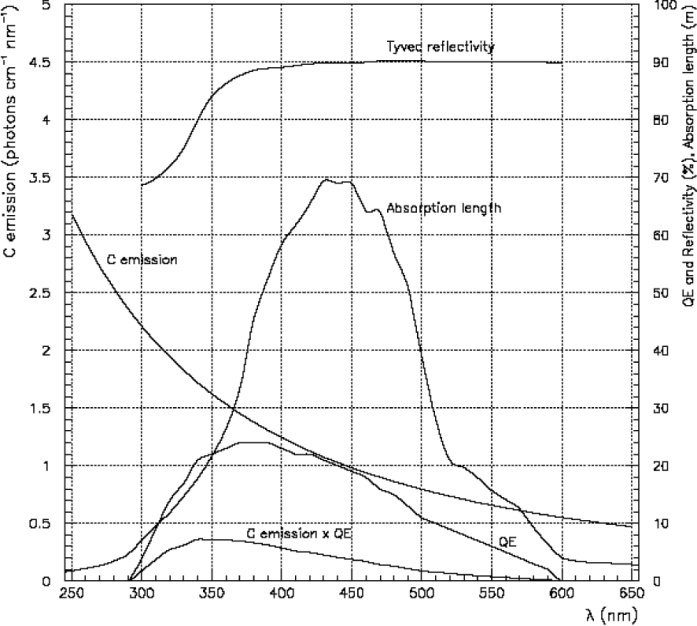 5
4.5
4
3.5
3
2.5
2
1.5
1
0.5
0
C emission (photons cm⁻¹ nm⁻¹)
Tyvec reflectivity
Absorption length
C emission
C emission x QE
QE
100
90
80
70
60
50
40
30
20
10
0
QE and Reflectivity (%), Absorption length (m)
250 300 350 400 450 500 550 600 650
λ (nm)